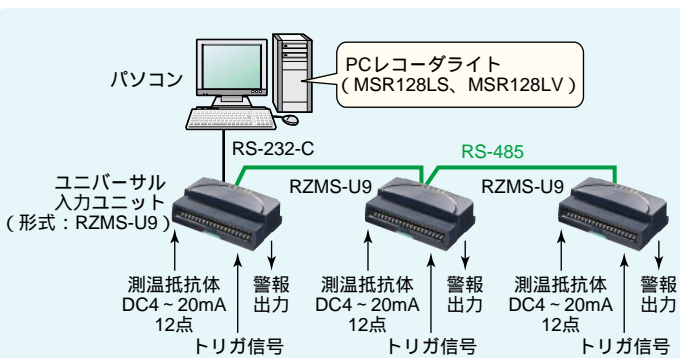 パソコン
PCレコーダライト
（MSR128LS、MSR128LV）
RS-232-C
RS-485
ユニバーサル
入力ユニット
（形式：RZMS-U9）
RZMS-U9
RZMS-U9
測温抵抗体
DC4～20mA
12点
トリガ信号
警報
出力
測温抵抗体
DC4～20mA
12点
トリガ信号
警報
出力
測温抵抗体
DC4～20mA
12点
トリガ信号
警報
出力